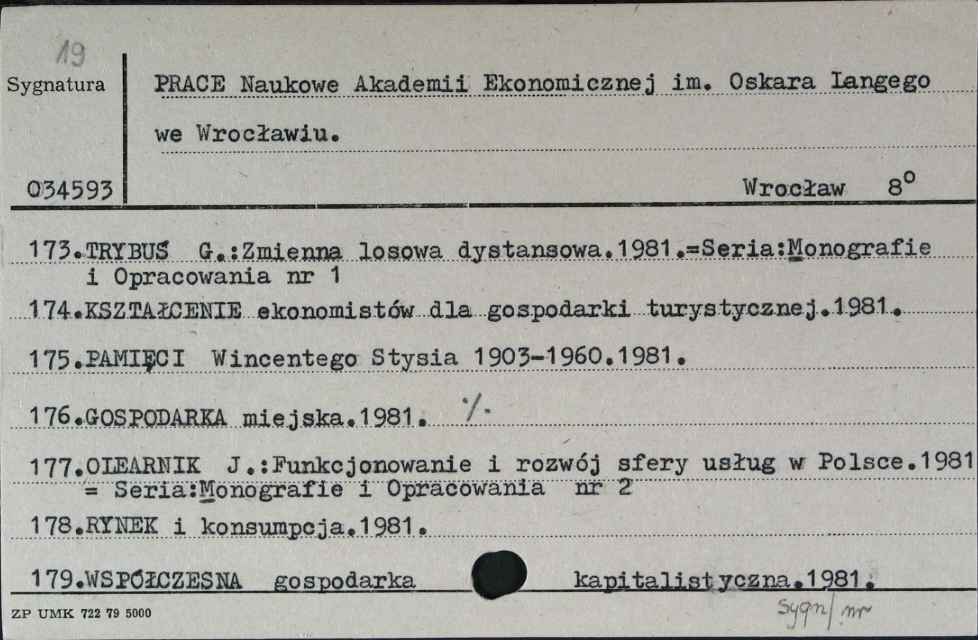 19
Sygnatura
PRACE Naukowe Akademii Ekonomicznej im. Oskara Langego
we Wrocławiu.
034593
Wrocław 8°
173.TRYBUŚ G.:Zmienna losowa dystansowa.1981.=Seria:Monografie
i Opracowania nr 1
174.KSZTAŁCENIE ekonomistów dla gospodarki turystycznej.1981.
175.PAMIĘCI Wincentego Stysia 1903-1960.1981.
176.GOSPODARKA miejska.1981. ./.
177.OLEARNIK J.:Funkcjonowanie i rozwój sfery usług w Polsce.1981
= Seria:Monografie i Opracowania nr 2
178.RYNEK i konsumpcja.1981.
179.WSPÓŁCZESNA gospodarka kapitalistyczna.1981.
ZP UMK 722 79 5000
sygn/nr